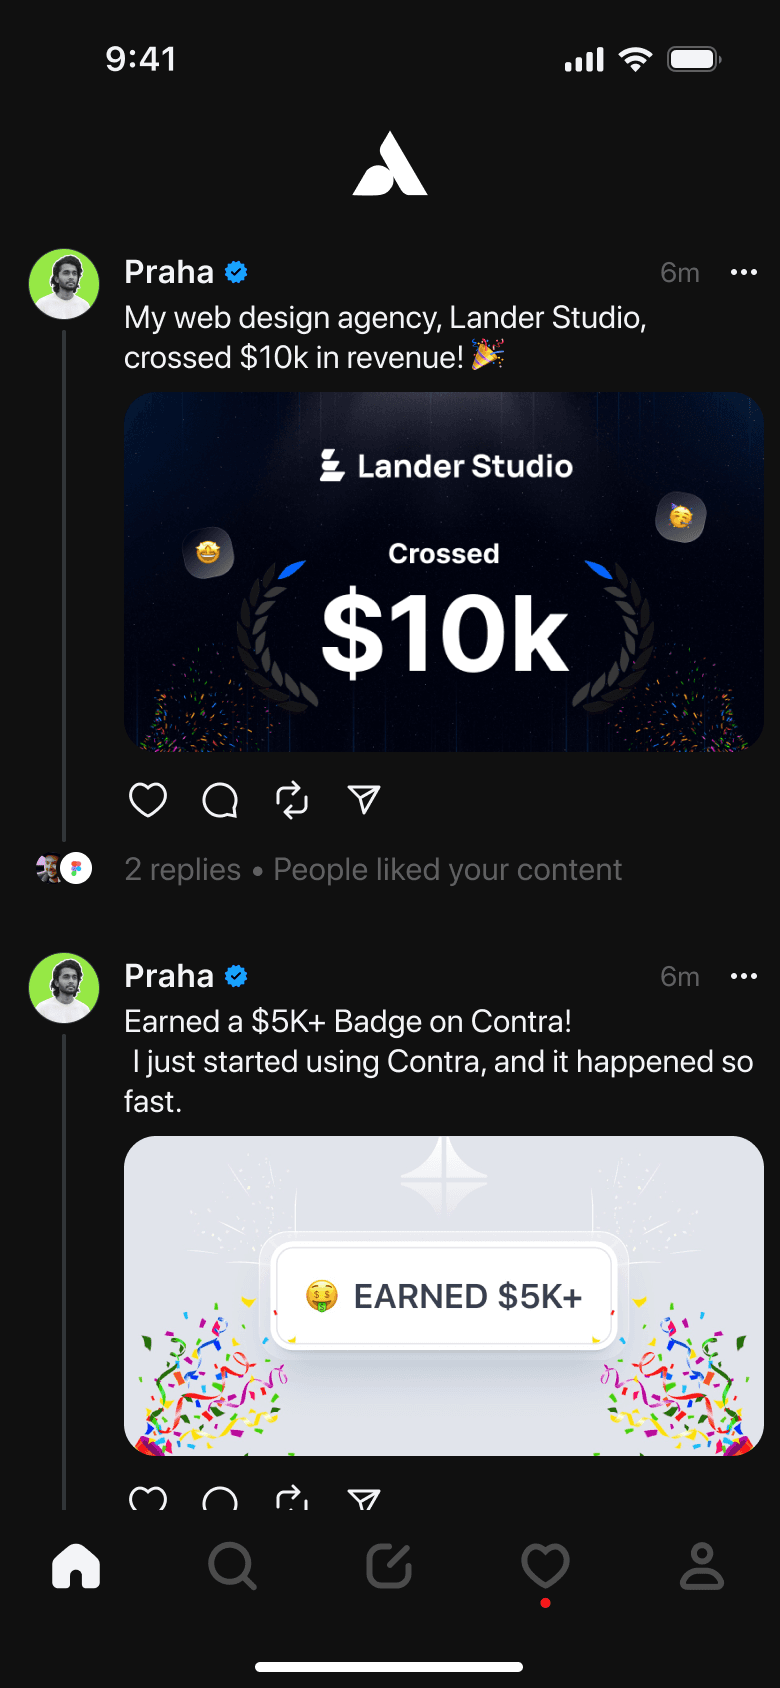 9:41
Praha
6m
My web design agency, Lander Studio,
crossed $10k in revenue! 🎉
Lander Studio
Crossed
$10k
2 replies • People liked your content
Praha
6m
Earned a $5K+ Badge on Contra!
I just started using Contra, and it happened so
fast.
EARNED $5K+